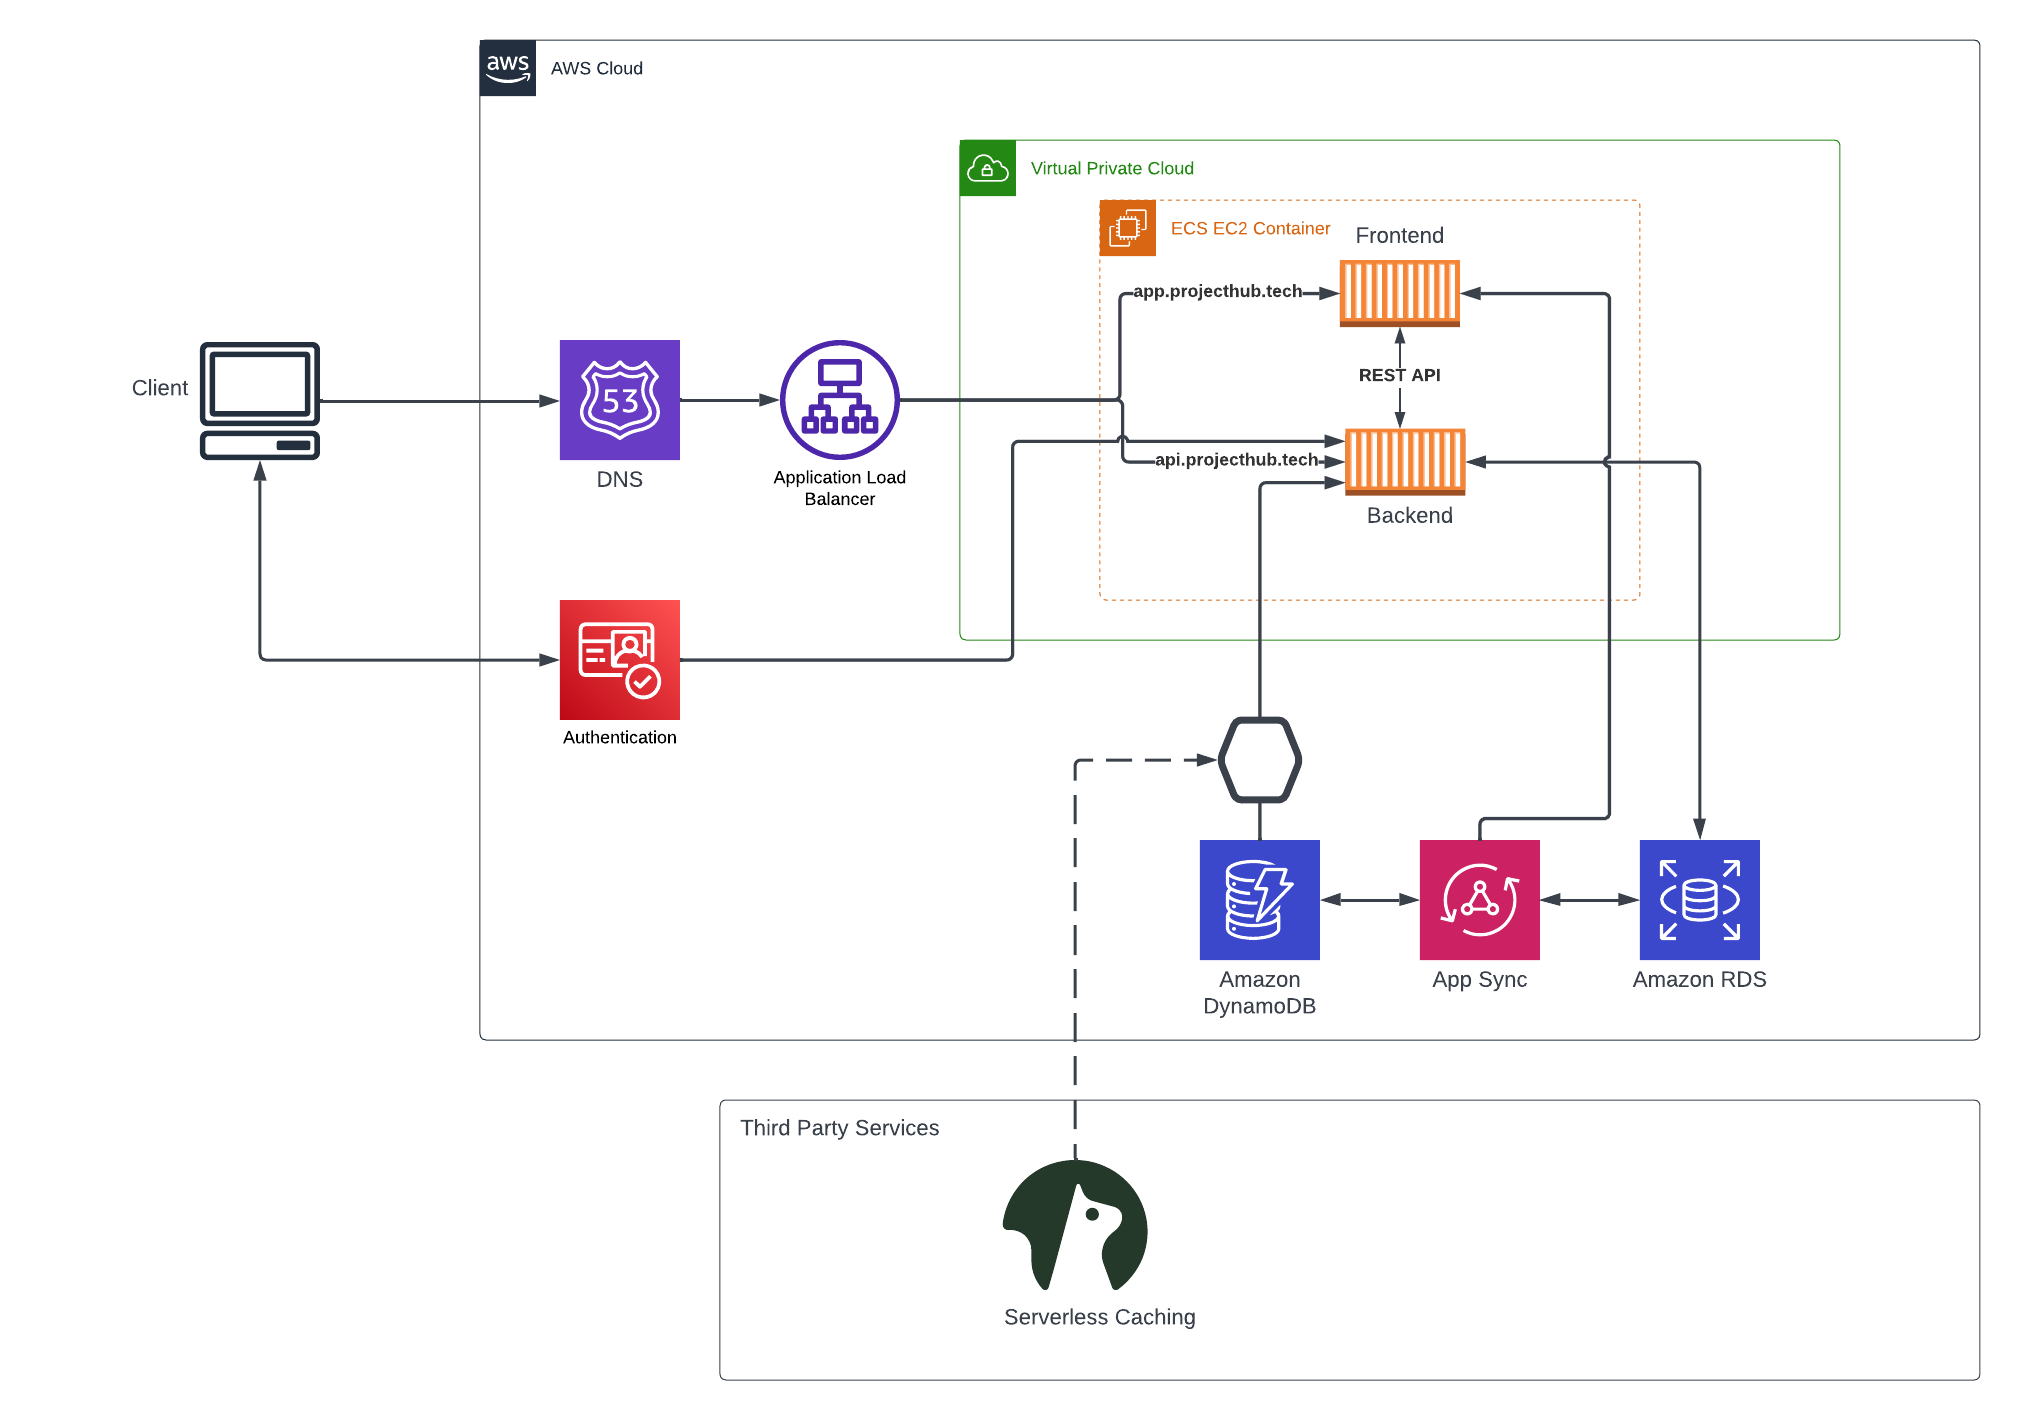 aws
AWS Cloud
Virtual Private Cloud
ECS EC2 Container
Frontend
app.projecthub.tech
REST API
api.projecthub.tech
Backend
Client
53
DNS
Application Load
Balancer
Authentication
Amazon
DynamoDB
App Sync
Amazon RDS
Third Party Services
Serverless Caching